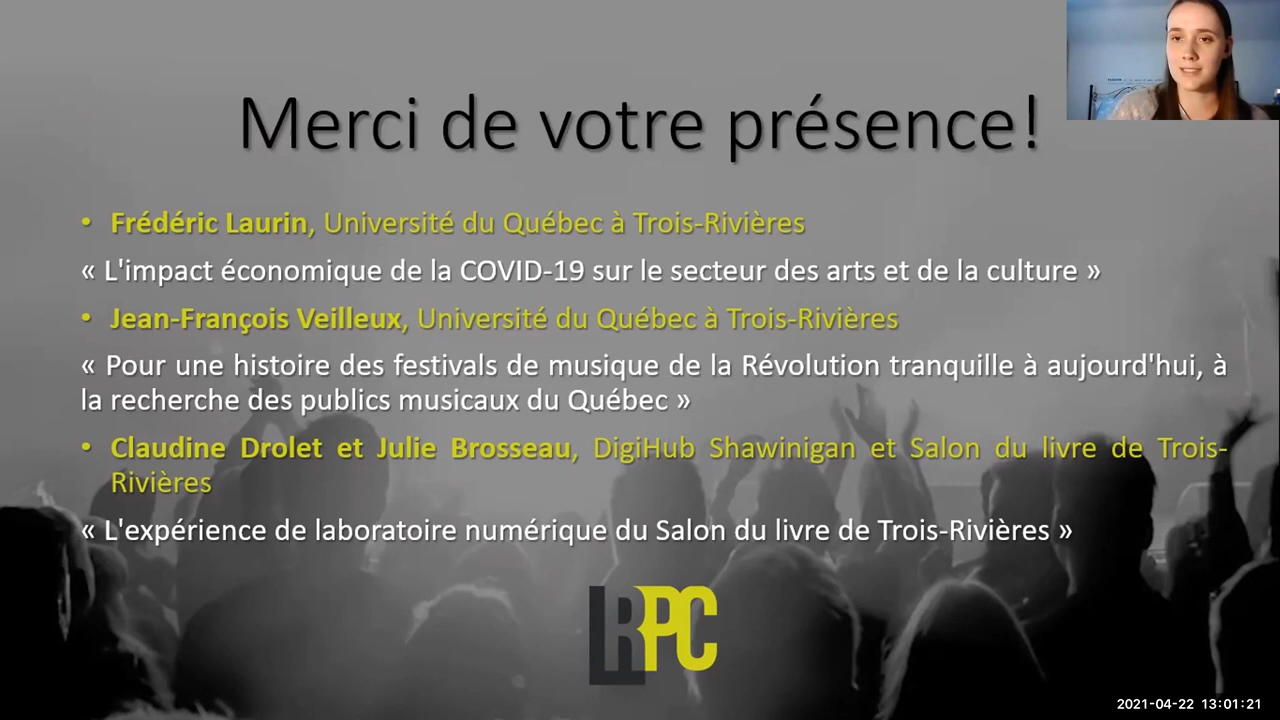 Merci de votre présence!
• Frédéric Laurin, Université du Québec à Trois-Rivières
« L'impact économique de la COVID-19 sur le secteur des arts et de la culture »
• Jean-François Veilleux, Université du Québec à Trois-Rivières
« Pour une histoire des festivals de musique de la Révolution tranquille à aujourd'hui, à
la recherche des publics musicaux du Québec »
• Claudine Drolet et Julie Brosseau, DigiHub Shawinigan et Salon du livre de Trois-
Rivières
« L'expérience de laboratoire numérique du Salon du livre de Trois-Rivières »
LRPC
2021-04-22 13:01:21